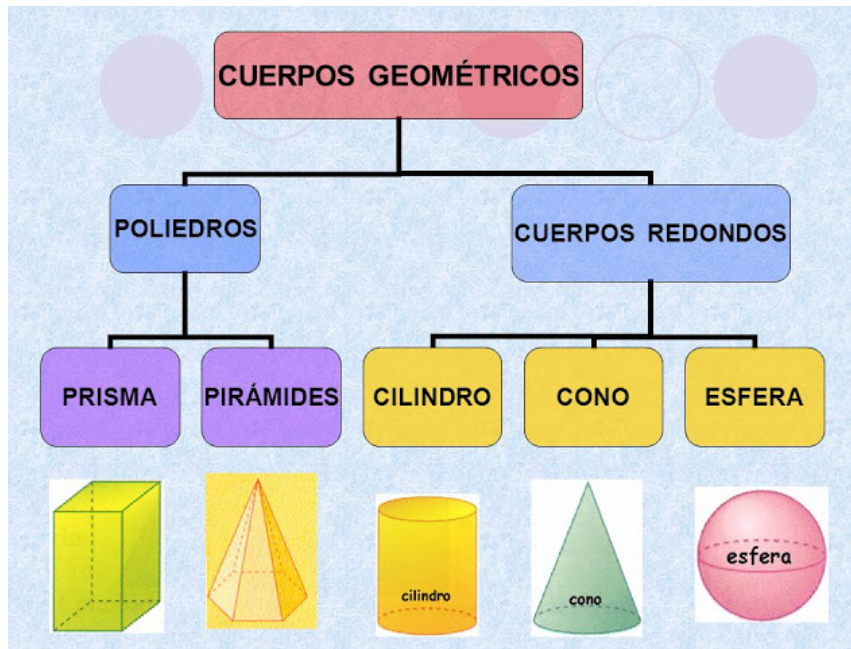 CUERPOS GEOMÉTRICOS
POLIEDROS
CUERPOS REDONDOS
PRISMA
PIRÁMIDES
CILINDRO
CONO
ESFERA
cilindro
cono
esfera